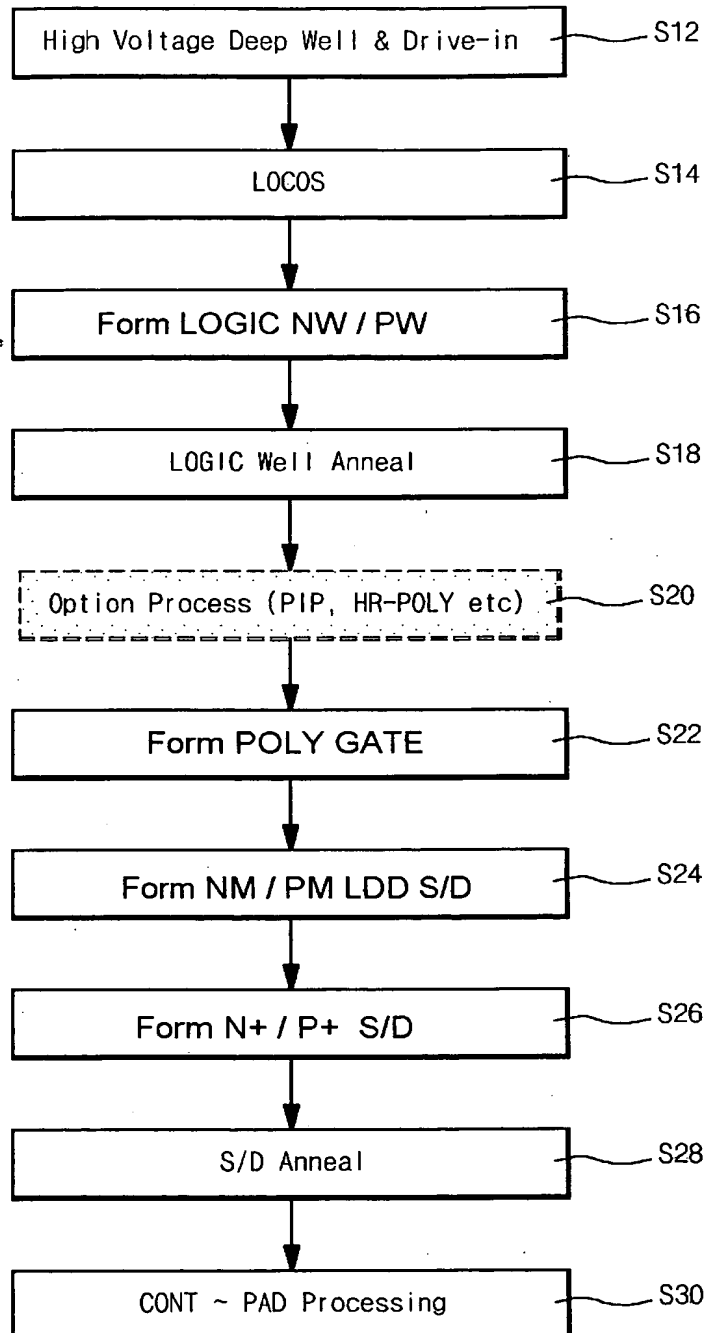 High Voltage Deep Well & Drive-in
S12
LOCOS
S14
Form LOGIC NW / PW
S16
LOGIC Well Anneal
S18
Option Process (PIP, HR-POLY etc)
S20
Form POLY GATE
S22
Form NM / PM LDD S/D
S24
Form N+ / P+ S/D
S26
S/D Anneal
S28
CONT ~ PAD Processing
S30